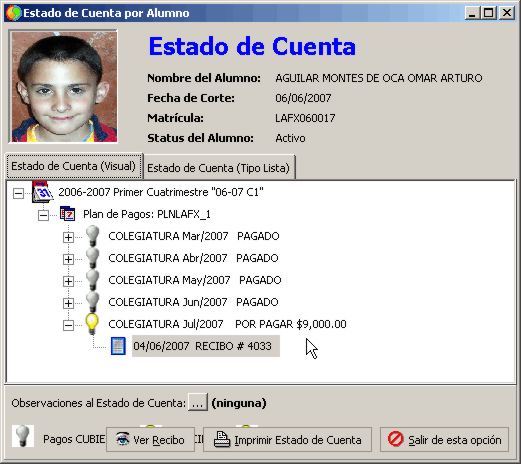 Estado de Cuenta por Alumno
Estado de Cuenta
Nombre del Alumno: AGUILAR MONTES DE OCA OMAR ARTURO
Fecha de Corte: 06/06/2007
Matrícula: LAFX060017
Status del Alumno: Activo
Estado de Cuenta (Visual) Estado de Cuenta (Tipo Lista)
2006-2007 Primer Cuatrimestre "06-07 C1"
Plan de Pagos: PLNLAFX_1
COLEGIATURA Mar/2007 PAGADO
COLEGIATURA Abr/2007 PAGADO
COLEGIATURA May/2007 PAGADO
COLEGIATURA Jun/2007 PAGADO
COLEGIATURA Jul/2007 POR PAGAR $9,000.00
04/06/2007 RECIBO # 4033
Observaciones al Estado de Cuenta: ... (ninguna)
Pagos CUBIE Ver Recibo Imprimir Estado de Cuenta Salir de esta opción